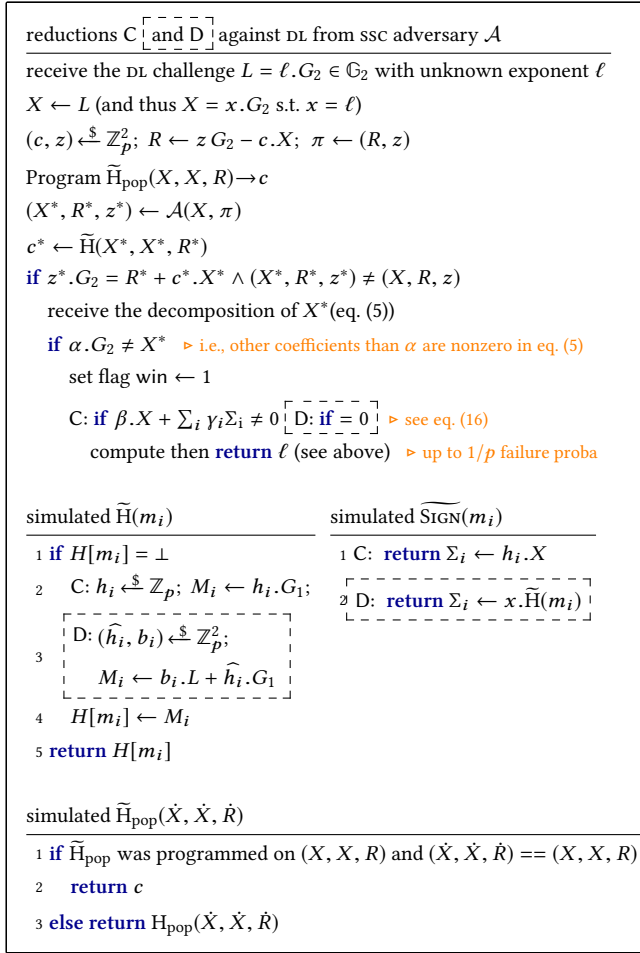 reductions C and D against DL from SSC adversary 𝒜
receive the DL challenge L = ℓ.G₂ ∈ 𝔾₂ with unknown exponent ℓ
X ← L (and thus X = x.G₂ s.t. x = ℓ)
(c, z) ←$ ℤ²ₚ; R ← z G₂ − c.X; π ← (R, z)
Program H̃pop(X, X, R)→c
(X*, R*, z*) ← 𝒜(X, π)
c* ← H̃(X*, X*, R*)
if z*.G₂ = R* + c*.X* ∧ (X*, R*, z*) ≠ (X, R, z)
receive the decomposition of X*(eq. (5))
if α.G₂ ≠ X* ▹ i.e., other coefficients than α are nonzero in eq. (5)
set flag win ← 1
C: if β.X + ∑ᵢ γᵢΣᵢ ≠ 0 D: if = 0 ▹ see eq. (16)
compute then return ℓ (see above) ▹ up to 1/p failure proba
simulated H̃(mᵢ)
1 if H[mᵢ] = ⊥
2 C: hᵢ ←$ ℤₚ; Mᵢ ← hᵢ.G₁;
3 D: (ĥᵢ, bᵢ) ←$ ℤ²ₚ;
Mᵢ ← bᵢ.L + ĥᵢ.G₁
4 H[mᵢ] ← Mᵢ
5 return H[mᵢ]
simulated S̃IGN(mᵢ)
1 C: return Σᵢ ← hᵢ.X
2 D: return Σᵢ ← x.H̃(mᵢ)
simulated H̃pop(Ẋ, Ẋ, Ṙ)
1 if H̃pop was programmed on (X, X, R) and (Ẋ, Ẋ, Ṙ) == (X, X, R)
2 return c
3 else return Hpop(Ẋ, Ẋ, Ṙ)